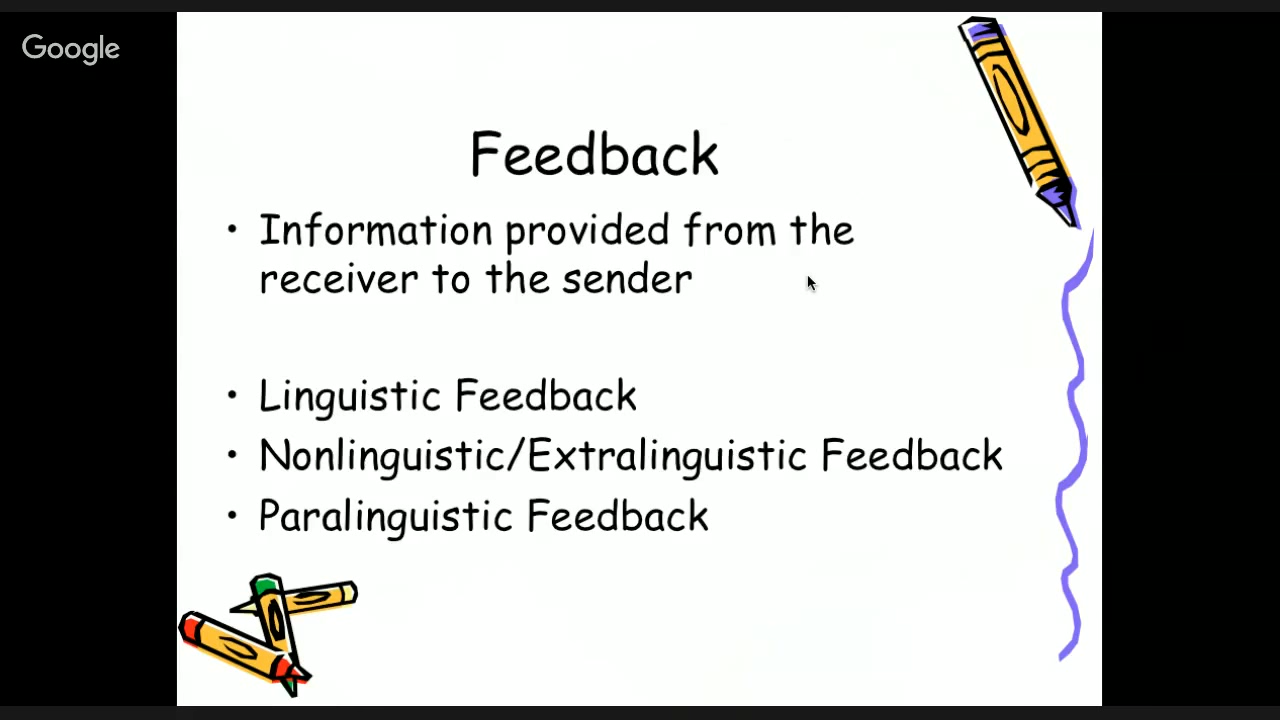 Google
Feedback
• Information provided from the
receiver to the sender
• Linguistic Feedback
• Nonlinguistic/Extralinguistic Feedback
• Paralinguistic Feedback